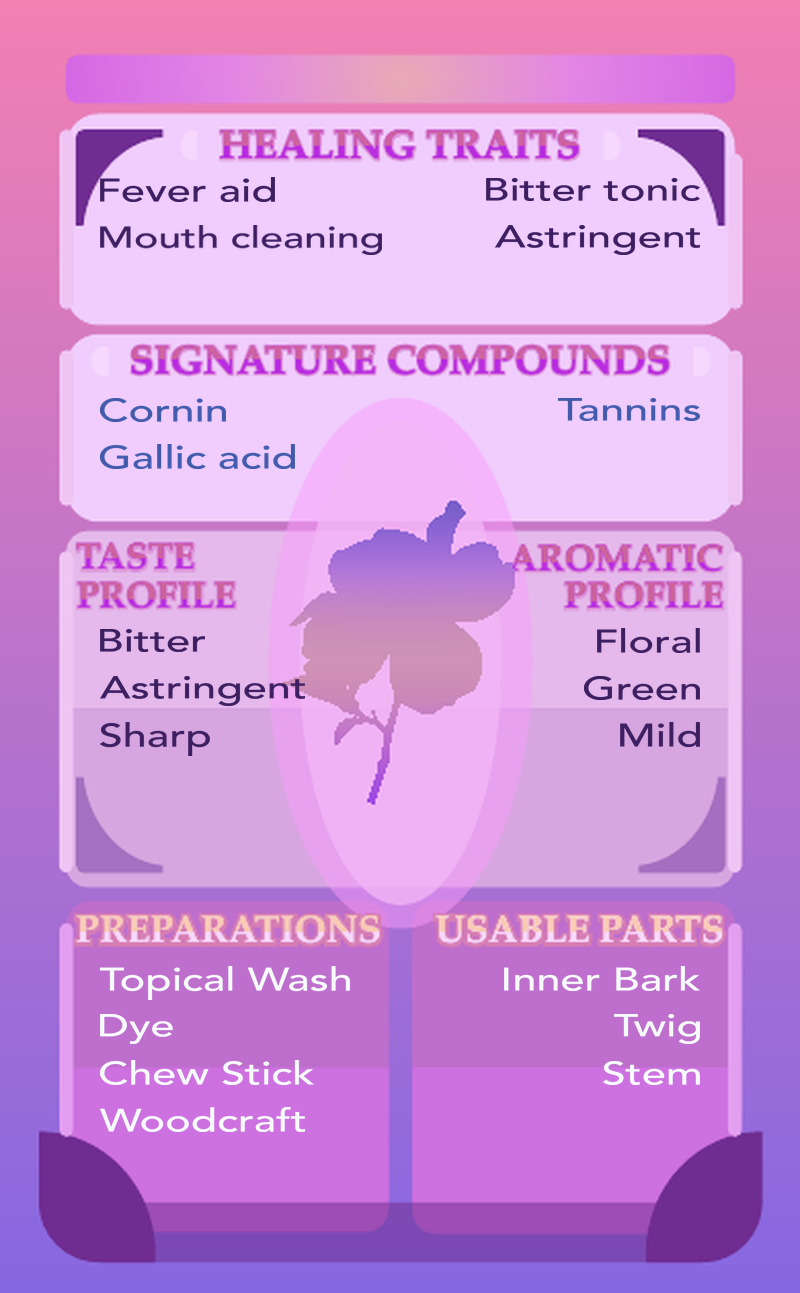 HEALING TRAITS
Fever aid
Bitter tonic
Mouth cleaning
Astringent
SIGNATURE COMPOUNDS
Cornin
Tannins
Gallic acid
TASTE
PROFILE
Bitter
Astringent
Sharp
AROMATIC
PROFILE
Floral
Green
Mild
PREPARATIONS
Topical Wash
Dye
Chew Stick
Woodcraft
USABLE PARTS
Inner Bark
Twig
Stem